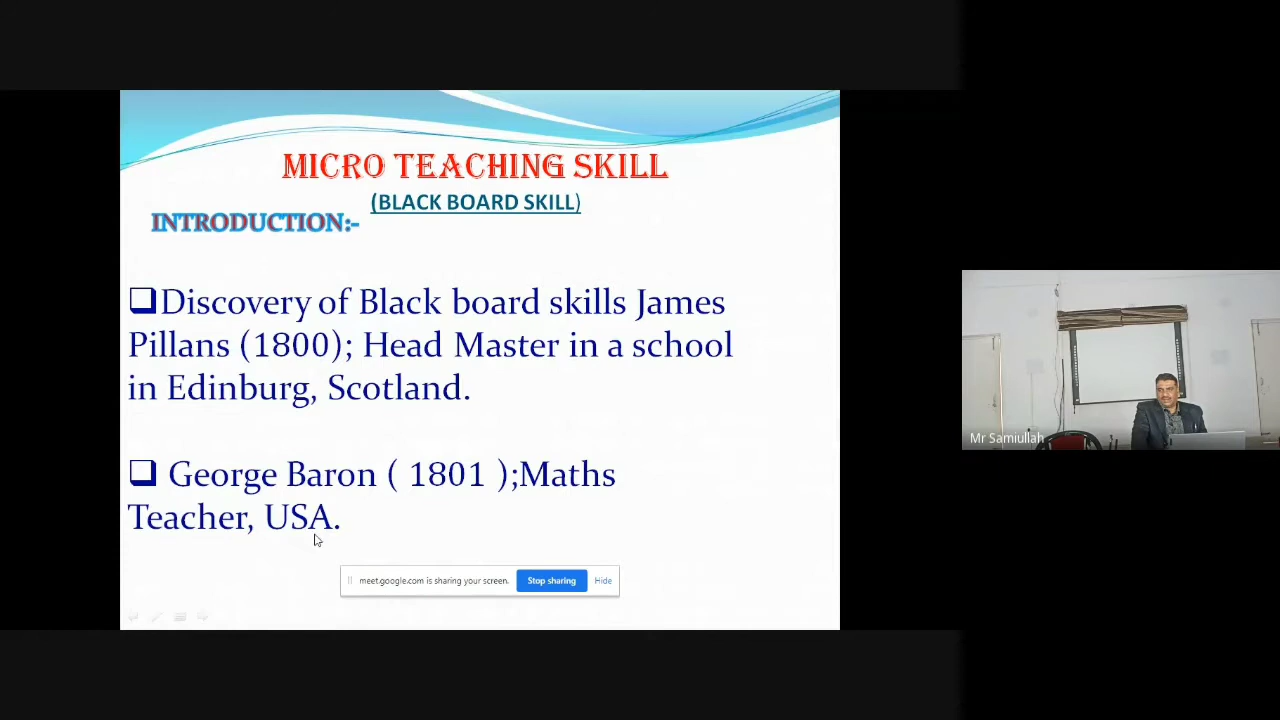 MICRO TEACHING SKILL
(BLACK BOARD SKILL)
INTRODUCTION:-
❑Discovery of Black board skills James
Pillans (1800); Head Master in a school
in Edinburg, Scotland.
❑ George Baron ( 1801 );Maths
Teacher, USA.
meet.google.com is sharing your screen. Stop sharing Hide
Mr Samiullah